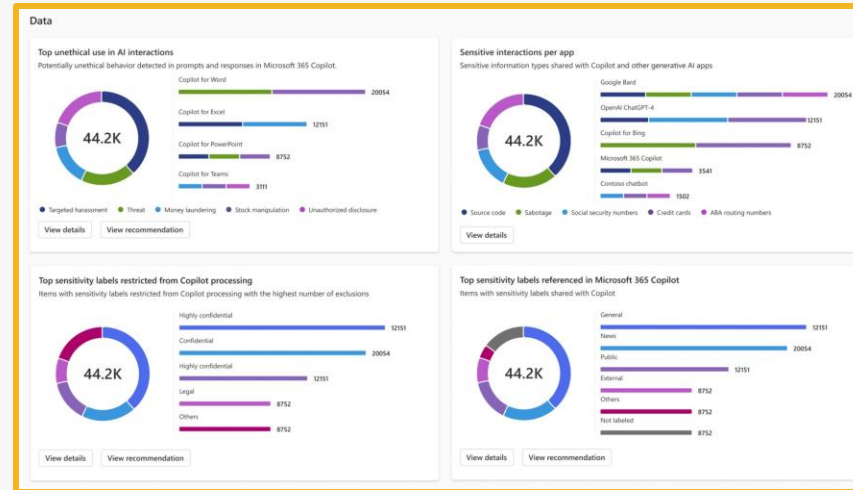 Data
Top unethical use in AI interactions
Potentially unethical behavior detected in prompts and responses in Microsoft 365 Copilot.
44.2K
Copilot for Word
20054
Copilot for Excel
12151
Copilot for PowerPoint
8752
Copilot for Teams
3111
Targeted harassment Threat Money laundering Stock manipulation Unauthorized disclosure
View details View recommendation
Sensitive interactions per app
Sensitive information types shared with Copilot and other generative AI apps
44.2K
Google Bard
20054
OpenAI ChatGPT-4
12151
Copilot for Bing
8752
Microsoft 365 Copilot
3541
Contoso chatbot
1502
Source code Sabotage Social security numbers Credit cards ABA routing numbers
View details
Top sensitivity labels restricted from Copilot processing
Items with sensitivity labels restricted from Copilot processing with the highest number of exclusions
44.2K
Highly confidential
12151
Confidential
20054
Highly confidential
12151
Legal
8752
Others
8752
View details View recommendation
Top sensitivity labels referenced in Microsoft 365 Copilot
Items with sensitivity labels shared with Copilot
44.2K
General
12151
News
20054
Public
12151
External
8752
Others
8752
Not labeled
8752
View details View recommendation